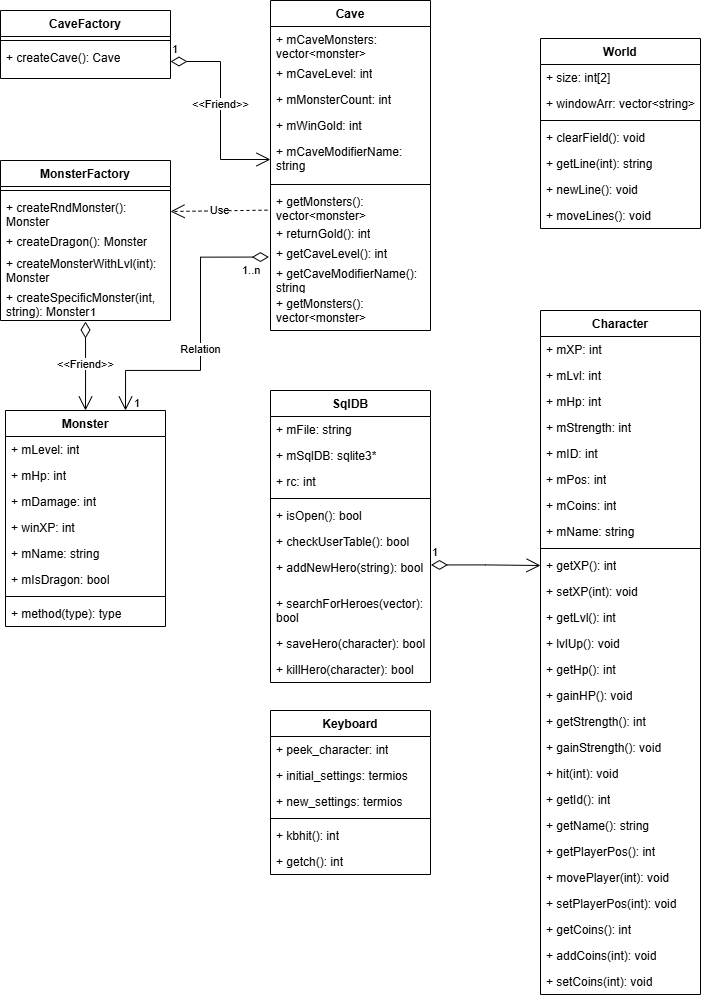 CaveFactory
+ createCave(): Cave
1
<<Friend>>
Cave
+ mCaveMonsters:
vector<monster>
+ mCaveLevel: int
+ mMonsterCount: int
+ mWinGold: int
+ mCaveModifierName:
string
+ getMonsters():
vector<monster>
+ returnGold(): int
+ getCaveLevel(): int
+ getCaveModifierName():
string
+ getMonsters():
vector<monster>
World
+ size: int[2]
+ windowArr: vector<string>
+ clearField(): void
+ getLine(int): string
+ newLine(): void
+ moveLines(): void
MonsterFactory
+ createRndMonster():
Monster
+ createDragon(): Monster
+ createMonsterWithLvl(int):
Monster
+ createSpecificMonster(int,
string): Monster1
Use
1..n
Relation
<<Friend>>
1
Monster
+ mLevel: int
+ mHp: int
+ mDamage: int
+ winXP: int
+ mName: string
+ mIsDragon: bool
+ method(type): type
SqlDB
+ mFile: string
+ mSqlDB: sqlite3*
+ rc: int
+ isOpen(): bool
+ checkUserTable(): bool
+ addNewHero(string): bool
+ searchForHeroes(vector):
bool
+ saveHero(character): bool
+ killHero(character): bool
1
Character
+ mXP: int
+ mLvl: int
+ mHp: int
+ mStrength: int
+ mID: int
+ mPos: int
+ mCoins: int
+ mName: string
+ getXP(): int
+ setXP(int): void
+ getLvl(): int
+ lvlUp(): void
+ getHp(): int
+ gainHP(): void
+ getStrength(): int
+ gainStrength(): void
+ hit(int): void
+ getId(): int
+ getName(): string
+ getPlayerPos(): int
+ movePlayer(int): void
+ setPlayerPos(int): void
+ getCoins(): int
+ addCoins(int): void
+ setCoins(int): void
Keyboard
+ peek_character: int
+ initial_settings: termios
+ new_settings: termios
+ kbhit(): int
+ getch(): int